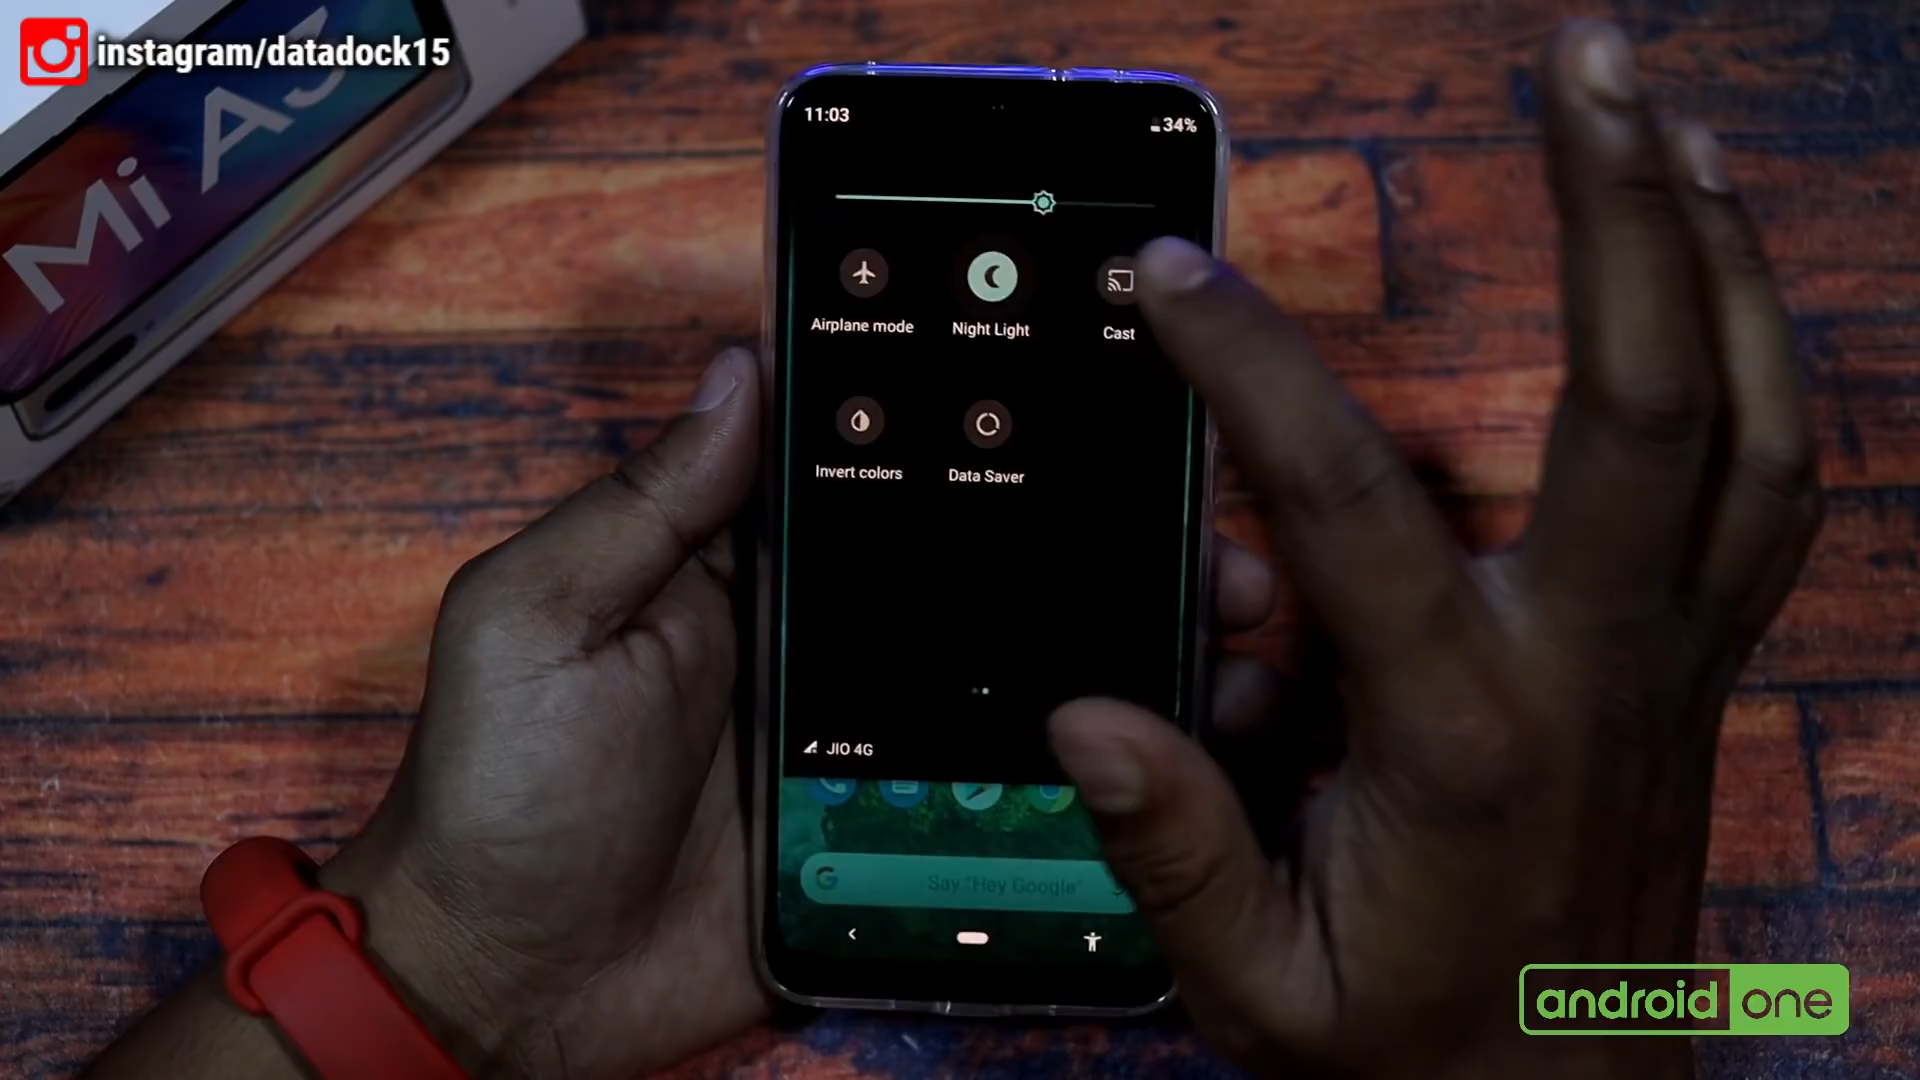 instagram/datadock15
Mi A3
11:03
34%
Airplane mode
Night Light
Cast
Invert colors
Data Saver
JIO 4G
G
Say "Hey Google"
android one